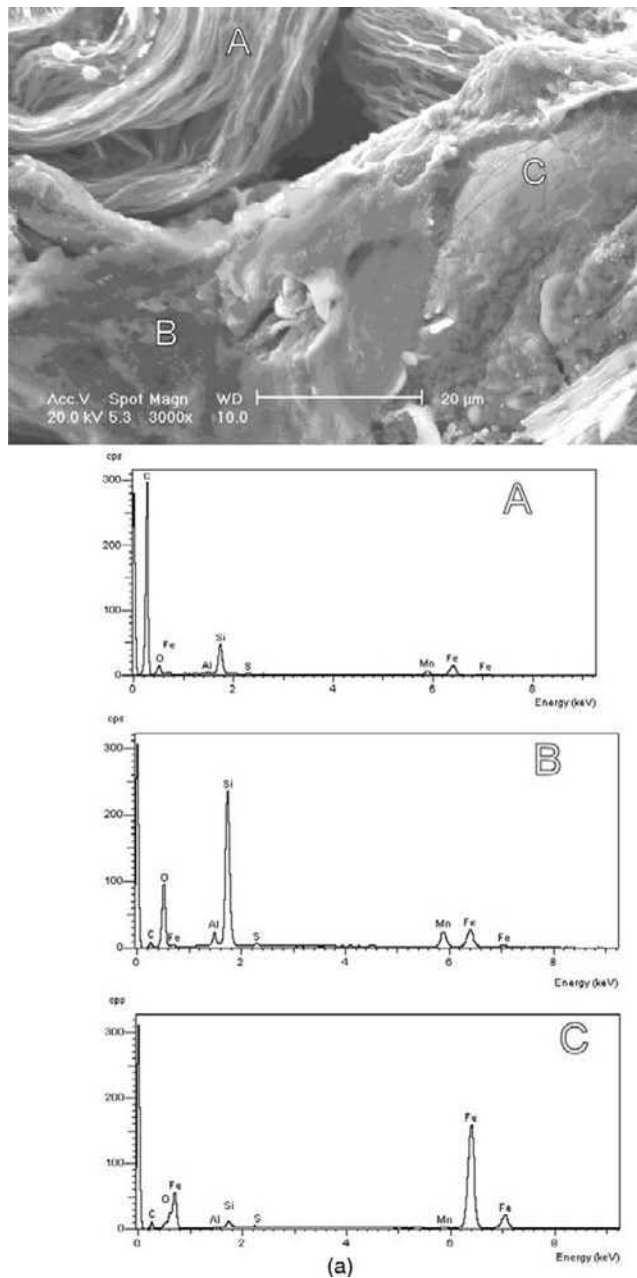 A
C
B
Acc.V Spot Magn WD 20 µm
20.0 kV 5.3 3000x 10.0
cps
A
300
200
100
0
C
O
Fe
Al
Si
S
Mn
Fe
Fe
2 4 6 8
Energy (keV)
cps
B
300
200
100
0
C
O
Fe
Al
Si
S
Mn
Fe
Fe
2 4 6 8
Energy (keV)
cps
C
300
200
100
0
C
O
Fe
Al
Si
S
Mn
Fe
Fe
2 4 6 8
Energy (keV)
(a)